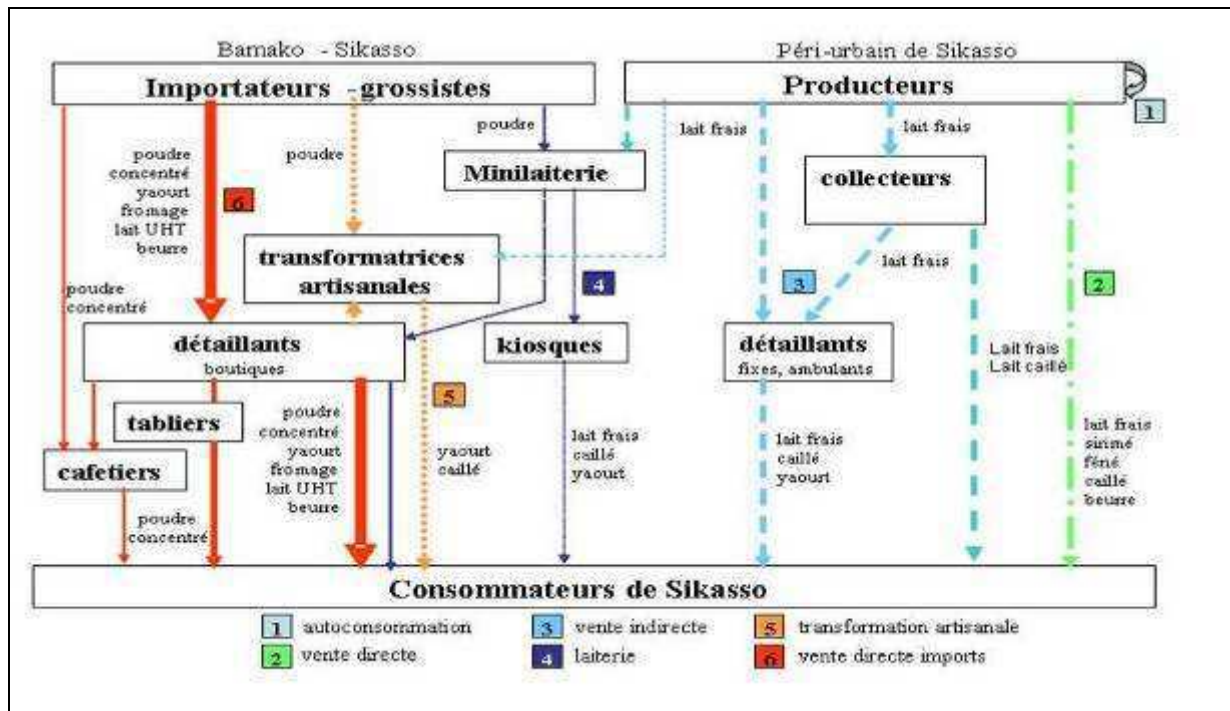 Bamako - Sikasso
Péri-urbain de Sikasso
Importateurs -grossistes
Producteurs
1
poudre
lait frais
lait frais
poudre
concentré
yaourt
fromage
lait UHT
beurre
6
poudre
Minilaiterie
collecteurs
transformatrices
artisanales
4
lait frais
3
2
poudre
concentré
détaillants
boutiques
kiosques
détaillants
fixes, ambulants
Lait frais
Lait caillé
5
tabliers
cafetiers
poudre
concentré
yaourt
fromage
lait UHT
beurre
yaourt
caillé
lait frais
caillé
yaourt
lait frais
caillé
yaourt
lait frais
sirimé
féné
caillé
beurre
poudre
concentré
Consommateurs de Sikasso
1 autoconsommation
3 vente indirecte
5 transformation artisanale
2 vente directe
4 laiterie
6 vente directe imports